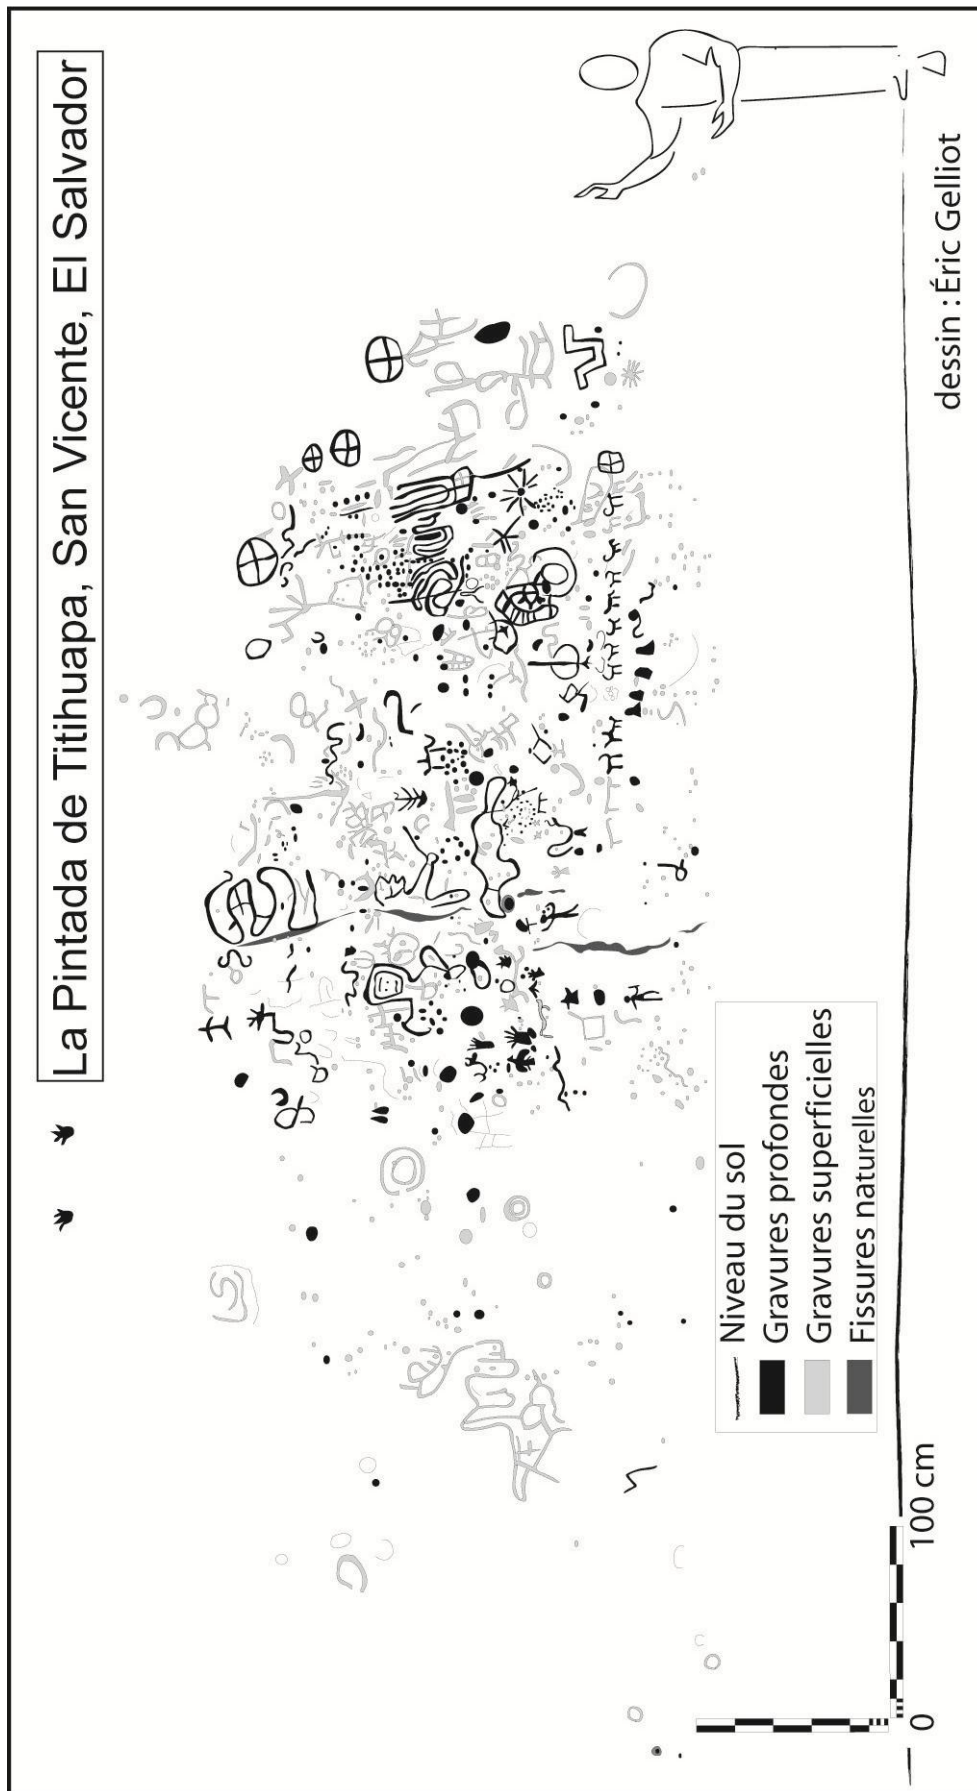 La Pintada de Titihuapa, San Vicente, El Salvador
Niveau du sol
Gravures profondes
Gravures superficielles
Fissures naturelles
0
100 cm
dessin : Éric Gelliot